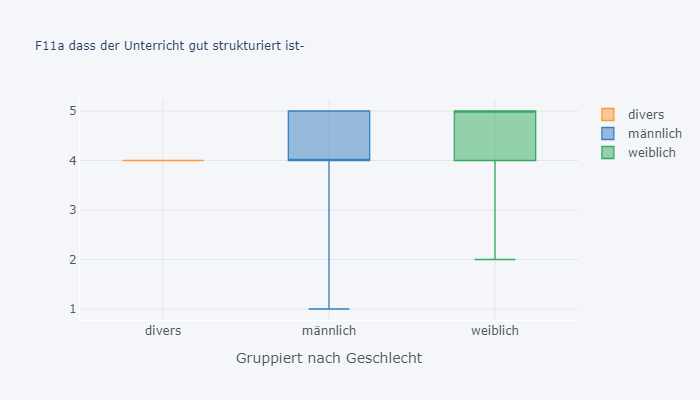 F11a dass der Unterricht gut strukturiert ist-
5
4
3
2
1
divers
männlich
weiblich
divers männlich weiblich
Gruppiert nach Geschlecht